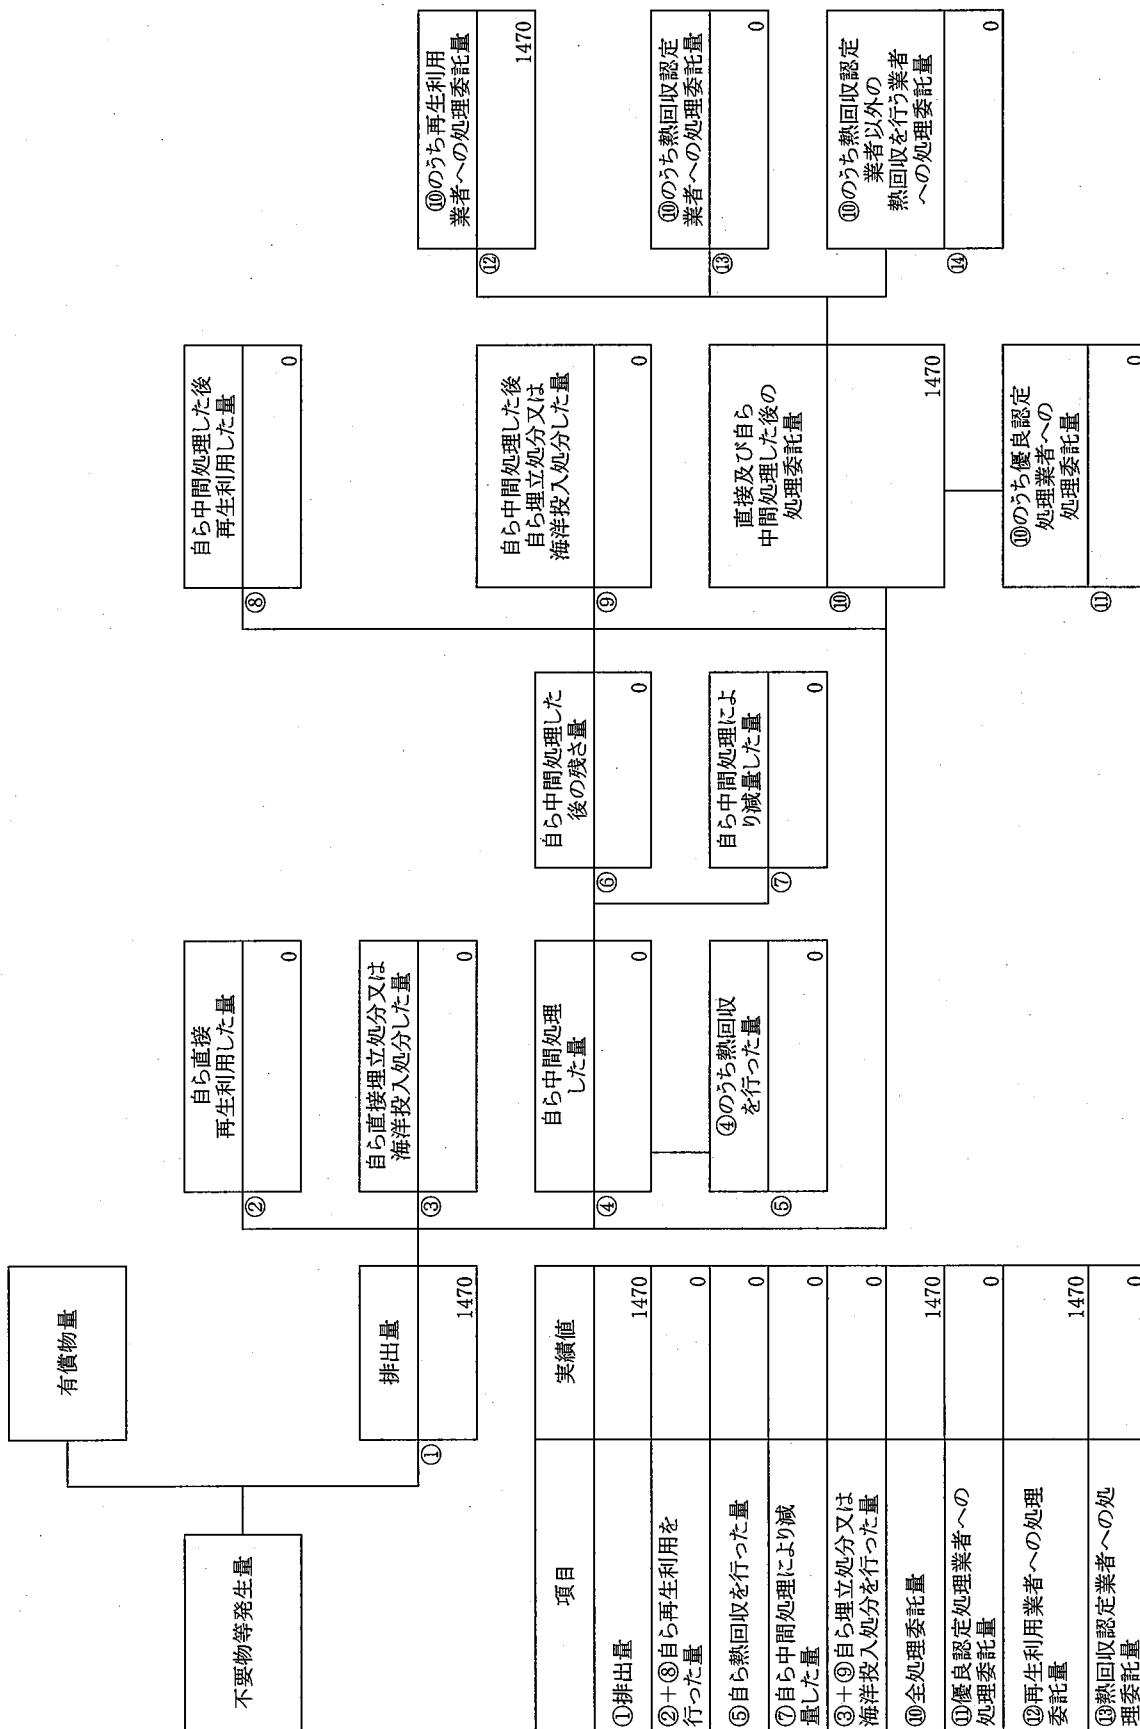 不要物等発生量
有償物量
①
排出量
1470
②
自ら直接
再生利用した量
0
③
自ら直接埋立処分又は
海洋投入処分した量
0
④
自ら中間処理
した量
0
⑤
④のうち熱回収
を行った量
0
⑥
自ら中間処理した
後の残さ量
0
⑦
自ら中間処理によ
り減量した量
0
⑧
自ら中間処理した後
再生利用した量
0
⑨
自ら中間処理した後
自ら埋立処分又は
海洋投入処分した量
0
⑩
直接及び自ら
中間処理した後の
処理委託量
1470
⑪
⑩のうち優良認定
処理業者への
処理委託量
0
⑫
⑩のうち再生利用
業者への処理委託量
1470
⑬
⑩のうち熱回収認定
業者への処理委託量
0
⑭
⑩のうち熱回収認定
業者以外の
熱回収を行う業者
への処理委託量
0
項目 実績値
①排出量 1470
②+⑧自ら再生利用を
行った量 0
⑤自ら熱回収を行った量 0
⑦自ら中間処理により減
量した量 0
③+⑨自ら埋立処分又は
海洋投入処分を行った量 0
⑩全処理委託量 1470
⑪優良認定処理業者への
処理委託量 0
⑫再生利用業者への処理
委託量 1470
⑬熱回収認定業者への処
理委託量 0